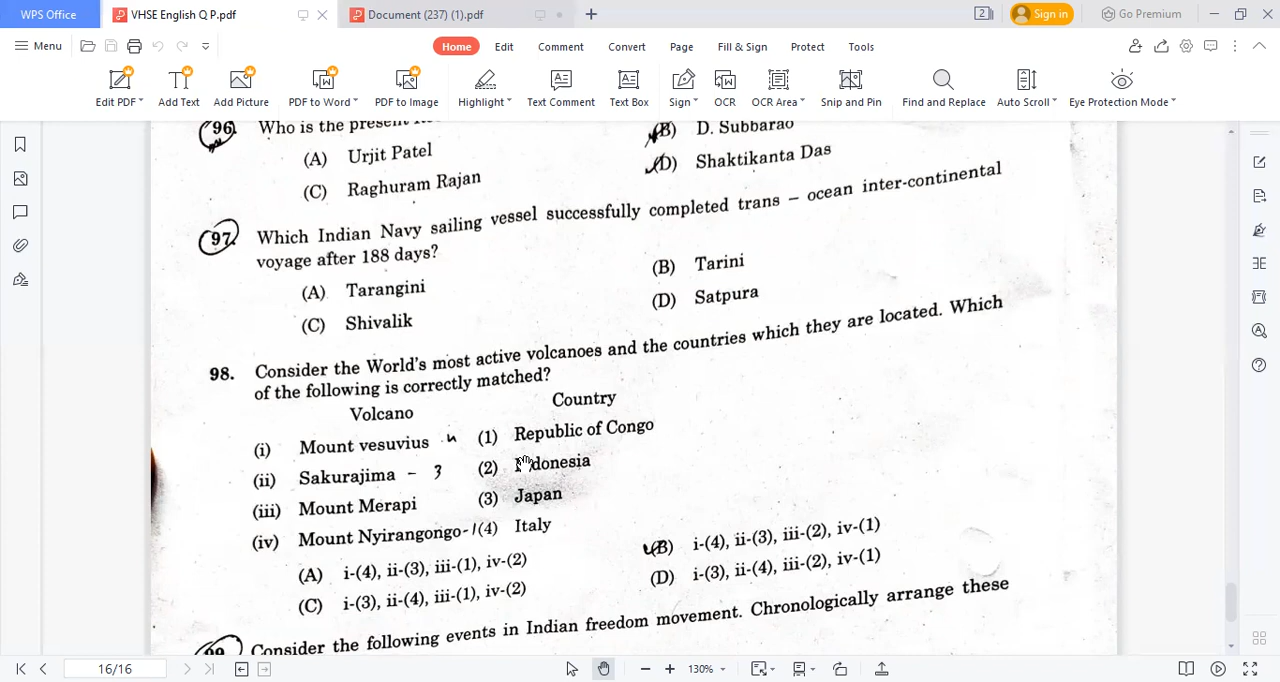 WPS Office VHSE English Q P.pdf Document (237) (1).pdf + 2 Sign in Go Premium
Menu Home Edit Comment Convert Page Fill & Sign Protect Tools
Edit PDF Add Text Add Picture PDF to Word PDF to Image Highlight Text Comment Text Box Sign OCR OCR Area Snip and Pin Find and Replace Auto Scroll Eye Protection Mode
96. Who is the present
(A) Urjit Patel (B) D. Subbarao
(C) Raghuram Rajan (D) Shaktikanta Das
97. Which Indian Navy sailing vessel successfully completed trans – ocean inter-continental
voyage after 188 days?
(A) Tarangini (B) Tarini
(C) Shivalik (D) Satpura
98. Consider the World's most active volcanoes and the countries which they are located. Which
of the following is correctly matched?
Volcano Country
(i) Mount vesuvius 4 (1) Republic of Congo
(ii) Sakurajima - 3 (2) Indonesia
(iii) Mount Merapi (3) Japan
(iv) Mount Nyirangongo-1 (4) Italy
(A) i-(4), ii-(3), iii-(1), iv-(2) (B) i-(4), ii-(3), iii-(2), iv-(1)
(C) i-(3), ii-(4), iii-(1), iv-(2) (D) i-(3), ii-(4), iii-(2), iv-(1)
99. Consider the following events in Indian freedom movement. Chronologically arrange these
16/16 130%